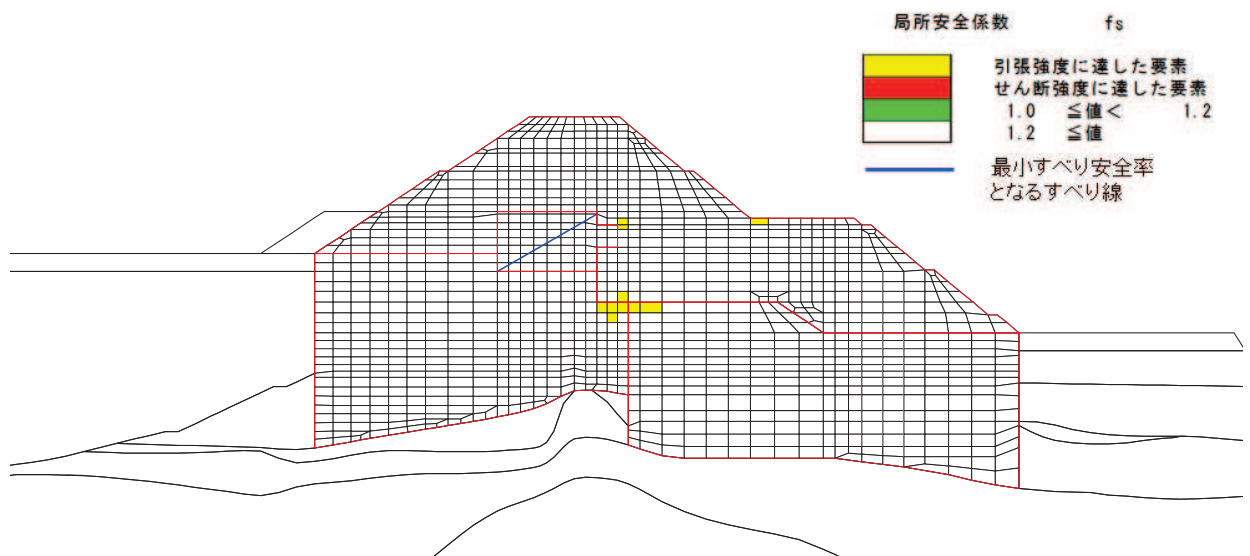 局所安全係数 fs
引張強度に達した要素
せん断強度に達した要素
1.0 ≦値< 1.2
1.2 ≦値
最小すべり安全率
となるすべり線